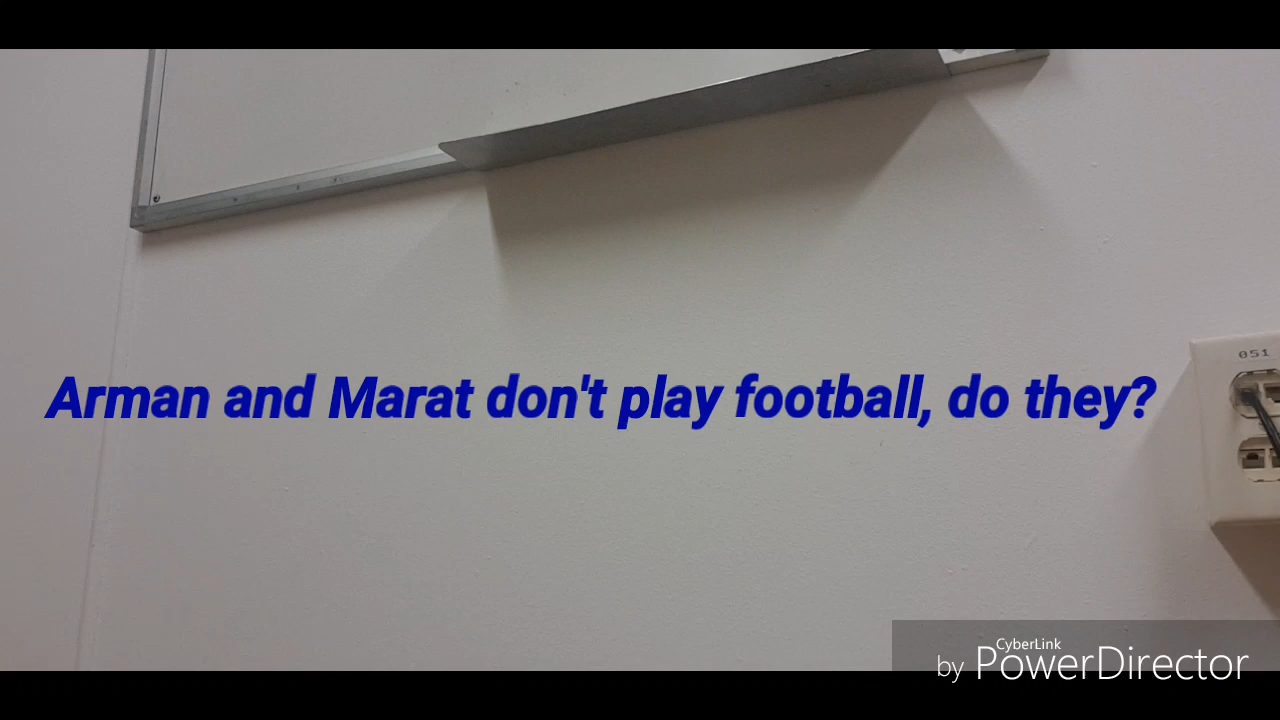 051
Arman and Marat don't play football, do they?
CyberLink
by PowerDirector